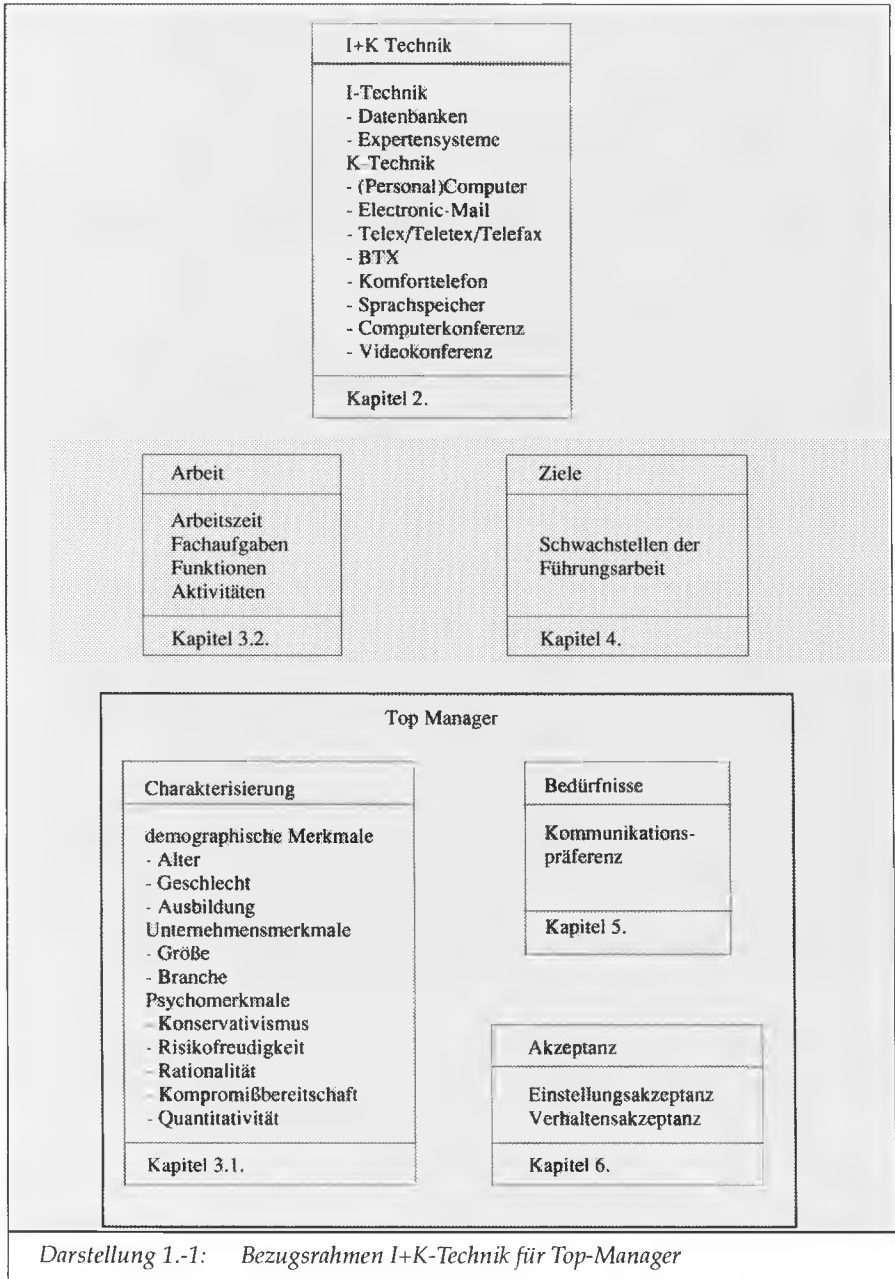 I+K Technik
I-Technik
- Datenbanken
- Expertensysteme
K-Technik
- (Personal)Computer
- Electronic-Mail
- Telex/Teletex/Telefax
- BTX
- Komforttelefon
- Sprachspeicher
- Computerkonferenz
- Videokonferenz
Kapitel 2.
Arbeit
Arbeitszeit
Fachaufgaben
Funktionen
Aktivitäten
Kapitel 3.2.
Ziele
Schwachstellen der
Führungsarbeit
Kapitel 4.
Top Manager
Charakterisierung
demographische Merkmale
- Alter
- Geschlecht
- Ausbildung
Unternehmensmerkmale
- Größe
- Branche
Psychomerkmale
- Konservativismus
- Risikofreudigkeit
- Rationalität
- Kompromißbereitschaft
- Quantitativität
Kapitel 3.1.
Bedürfnisse
Kommunikations-
präferenz
Kapitel 5.
Akzeptanz
Einstellungsakzeptanz
Verhaltensakzeptanz
Kapitel 6.
Darstellung 1.-1: Bezugsrahmen I+K-Technik für Top-Manager